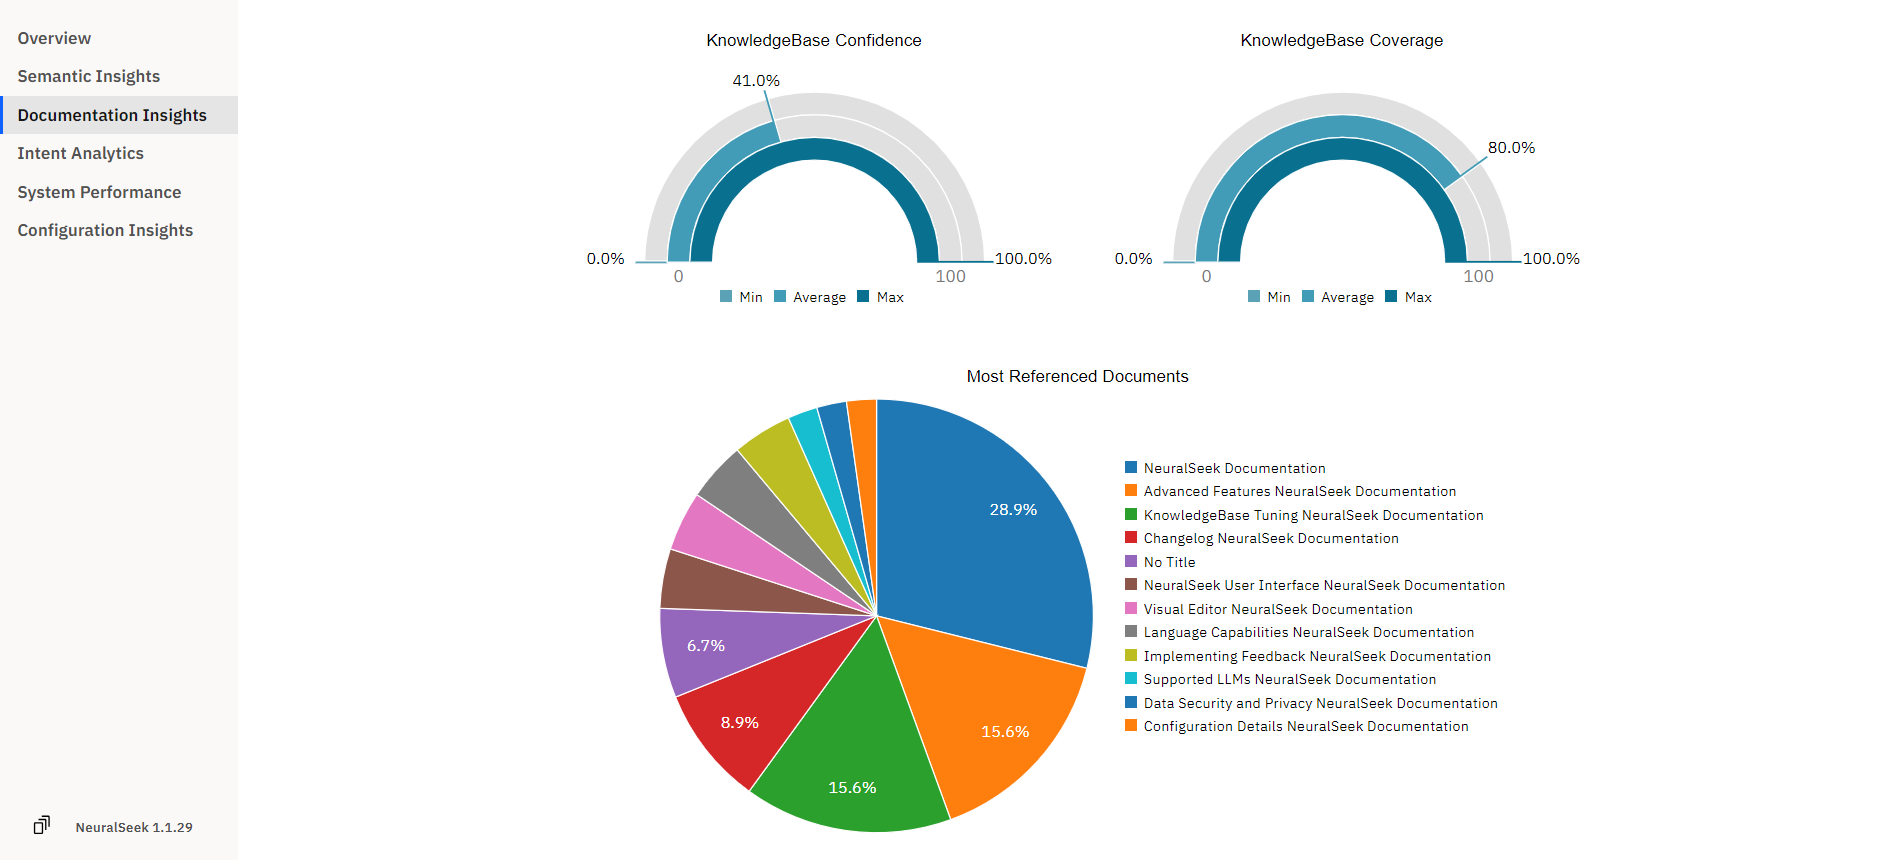 Overview
Semantic Insights
Documentation Insights
Intent Analytics
System Performance
Configuration Insights
NeuralSeek 1.1.29
KnowledgeBase Confidence
41.0%
0.0%
100.0%
0
100
Min
Average
Max
KnowledgeBase Coverage
80.0%
0.0%
100.0%
0
100
Min
Average
Max
Most Referenced Documents
28.9%
15.6%
15.6%
8.9%
6.7%
NeuralSeek Documentation
Advanced Features NeuralSeek Documentation
KnowledgeBase Tuning NeuralSeek Documentation
Changelog NeuralSeek Documentation
No Title
NeuralSeek User Interface NeuralSeek Documentation
Visual Editor NeuralSeek Documentation
Language Capabilities NeuralSeek Documentation
Implementing Feedback NeuralSeek Documentation
Supported LLMs NeuralSeek Documentation
Data Security and Privacy NeuralSeek Documentation
Configuration Details NeuralSeek Documentation